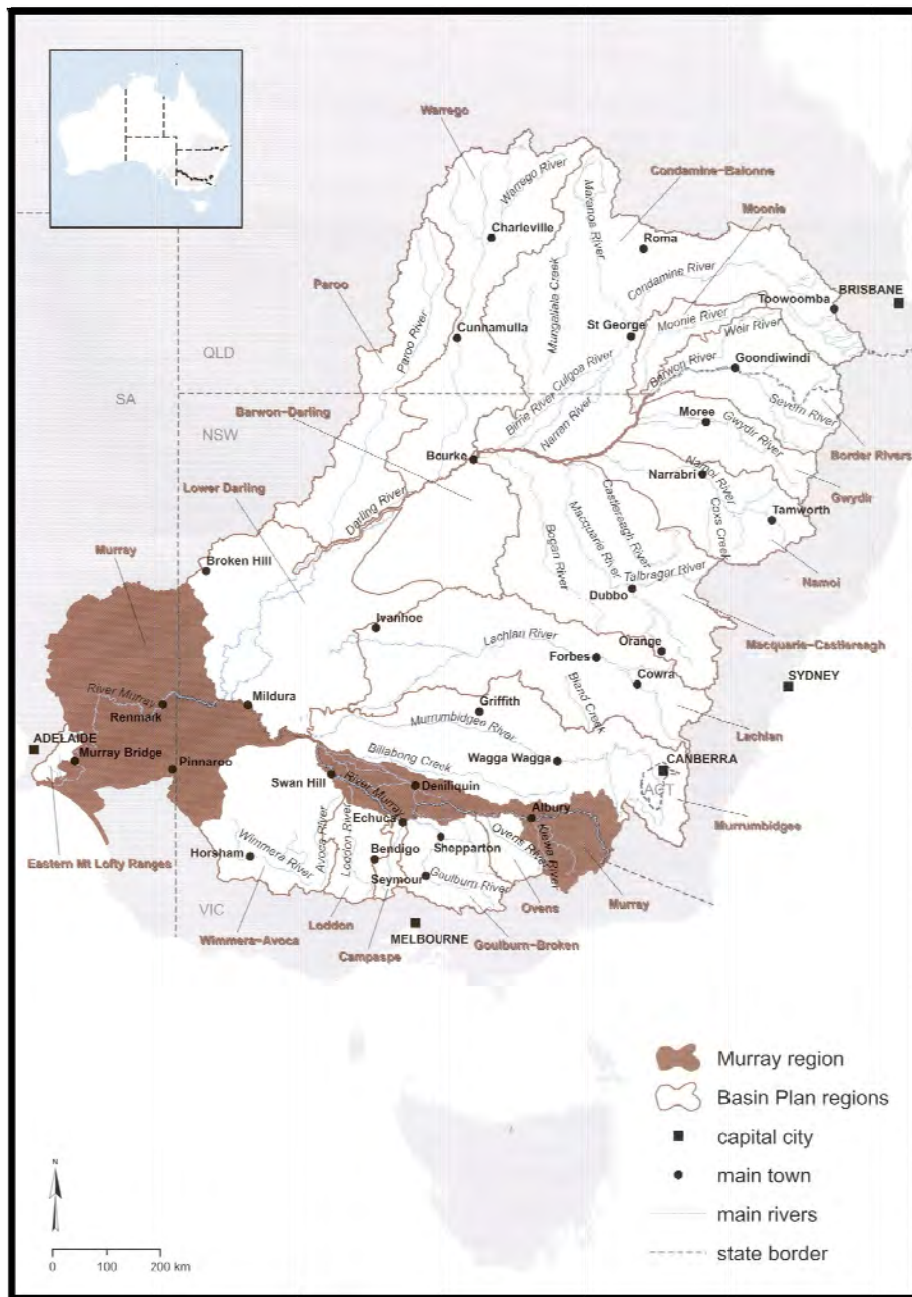 Warrego
Warrego River
Condamine-Balonne
Maranoa River
Moonie
Charleville
Roma
Condamine River
Mungallala Creek
BRISBANE
Toowoomba
Paroo
Paroo River
Cunnamulla
St George
Moonie River
Weir River
QLD
Goondiwindi
Barwon River
SA
Culgoa River
Birrie River
Narran River
Severn River
Barwon-Darling
NSW
Moree
Gwydir River
Border Rivers
Bourke
Narrabri
Namoi River
Gwydir
Lower Darling
Darling River
Castlereagh River
Macquarie River
Coxs Creek
Tamworth
Bogan River
Murray
Broken Hill
Talbragar River
Namoi
Dubbo
Ivanhoe
Lachlan River
Orange
Macquarie-Castlereagh
Forbes
SYDNEY
Cowra
River Murray
Mildura
Griffith
Bland Creek
Renmark
Murrumbidgee River
Lachlan
ADELAIDE
Murray Bridge
Billabong Creek
Wagga Wagga
CANBERRA
Pinnaroo
Swan Hill
River Murray
Deniliquin
ACT
Echuca
Albury
Murrumbidgee
Avoca River
Loddon River
Shepparton
Ovens River
Kiewa River
Eastern Mt Lofty Ranges
Horsham
Wimmera River
Bendigo
Seymour
Goulburn River
VIC
Loddon
Ovens
Murray
Wimmera-Avoca
Campaspe
MELBOURNE
Goulburn-Broken
Murray region
Basin Plan regions
capital city
main town
main rivers
state border
N
0 100 200 km